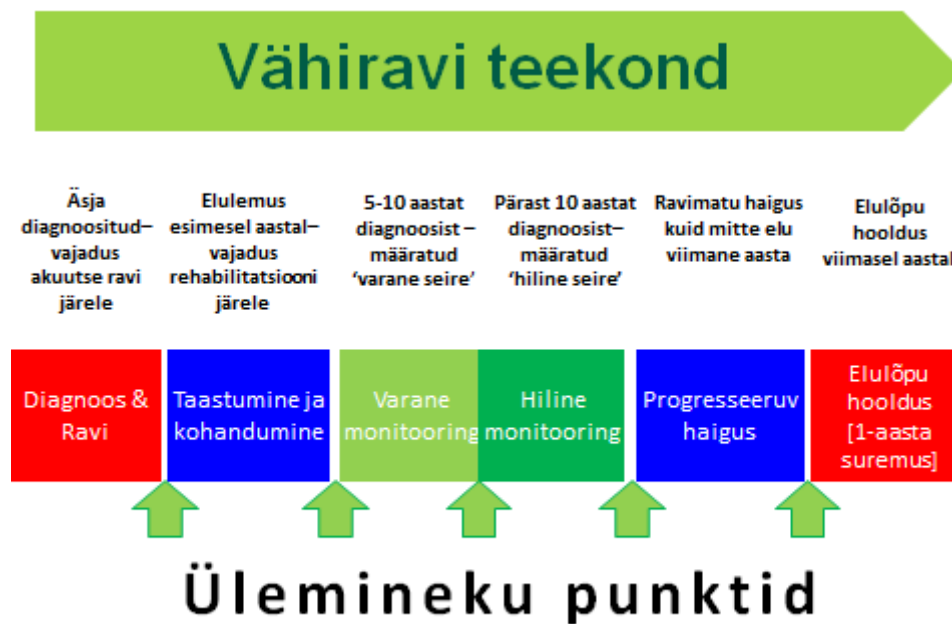 Vähiravi teekond
Äsja
diagnoositud–
vajadus
akuutse ravi
järele
Elulemus
esimesel aastal–
vajadus
rehabilitatsiooni
järele
5-10 aastat
diagnoosist –
määratud
‘varane seire’
Pärast 10 aastat
diagnoosist–
määratud
‘hiline seire’
Ravimatu haigus
kuid mitte elu
viimane aasta
Elulõpu
hooldus
viimasel aastal
Diagnoos &
Ravi
Taastumine ja
kohandumine
Varane
monitooring
Hiline
monitooring
Progresseeruv
haigus
Elulõpu
hooldus
[1-aasta
suremus]
Ülemineku punktid